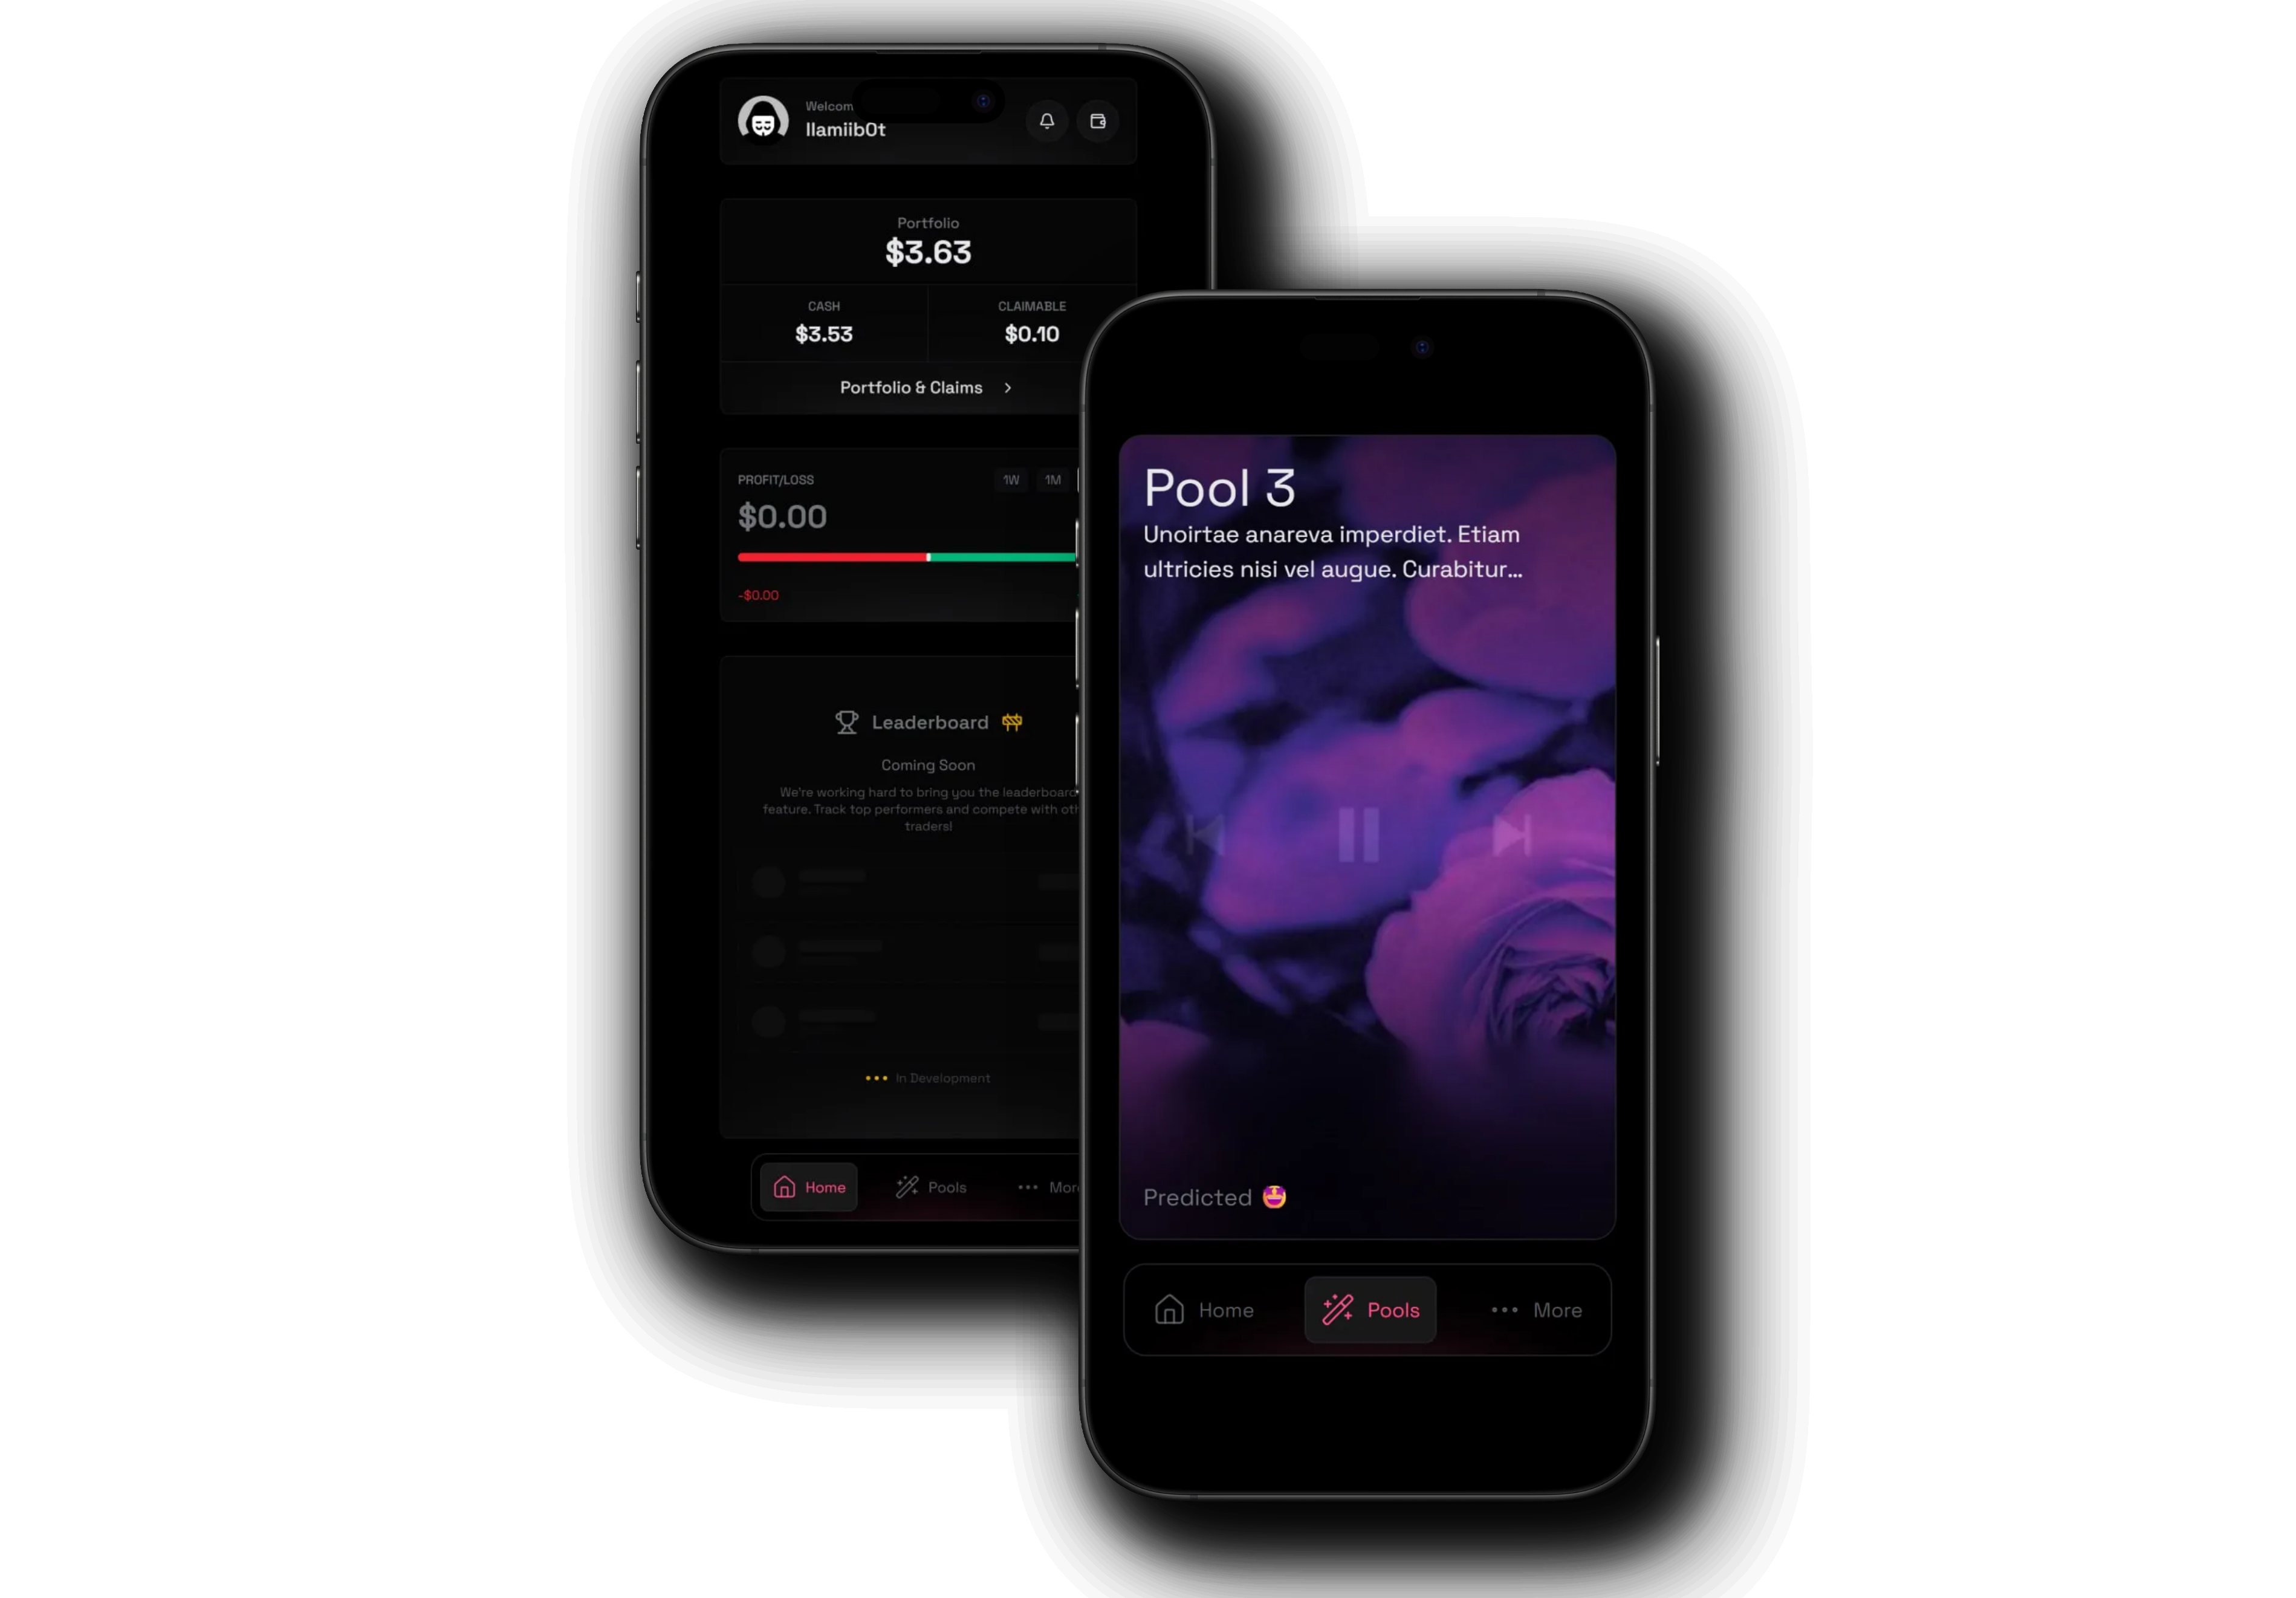 Welcom
llamiib0t
Portfolio
$3.63
CASH
$3.53
CLAIMABLE
$0.10
Portfolio & Claims
PROFIT/LOSS
1W
1M
$0.00
-$0.00
Leaderboard
Coming Soon
We're working hard to bring you the leaderboard
feature. Track top performers and compete with oth
traders!
In Development
Home
Pools
Mor
Pool 3
Unoirtae anareva imperdiet. Etiam
ultricies nisi vel augue. Curabitur...
Predicted 🤩
Home
Pools
More